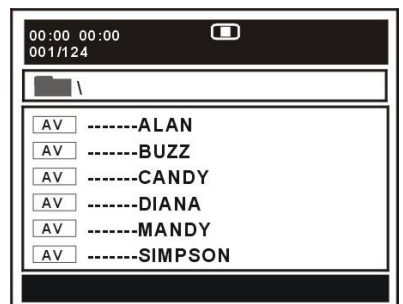 00:00 00:00
001/124
\
AV -------ALAN
AV -------BUZZ
AV -------CANDY
AV -------DIANA
AV -------MANDY
AV -------SIMPSON